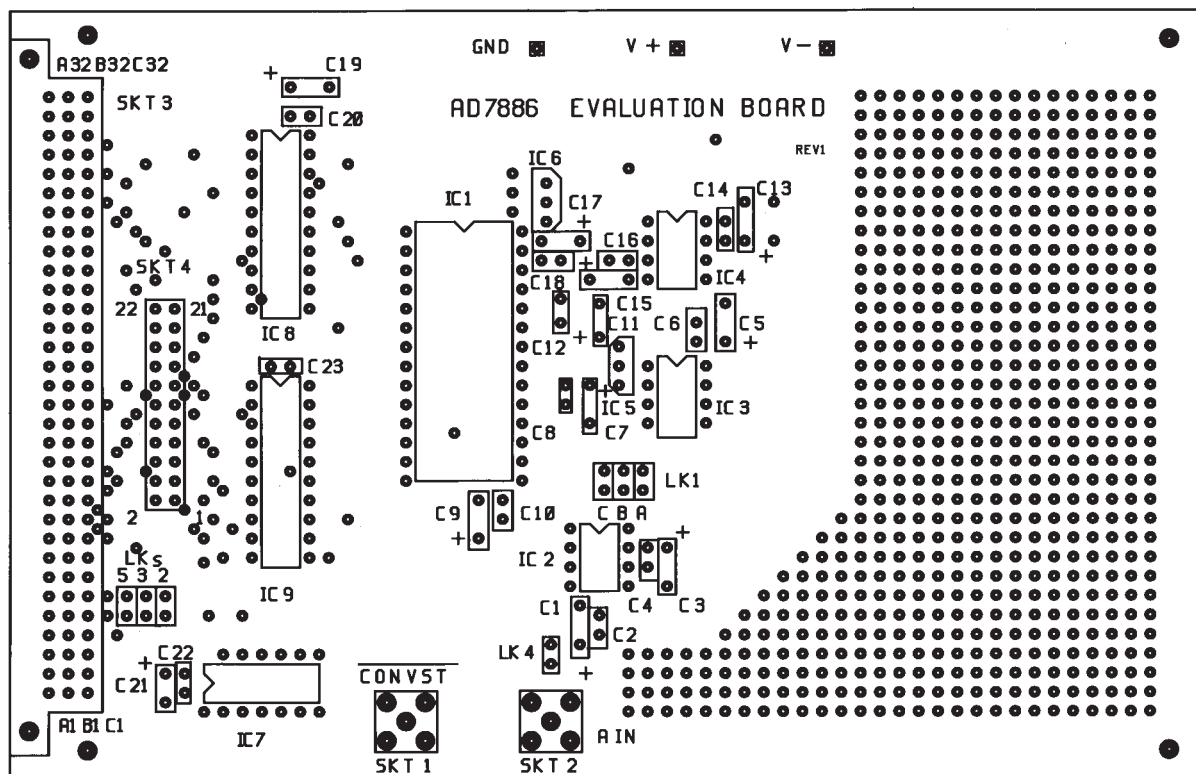 GND V+ V-
A32 B32 C32
SKT3
+ C19
C20
AD7886 EVALUATION BOARD
REV1
IC6
IC1
C17 +
C14 C13
C16
SKT4
+
IC4 +
C18
22 21
C15
IC8
C12
+ C11
C6 C5
+
C23
+
IC5
IC3
C8 C7
LK1
C9 C10
C B A
2 1
+
IC2
+
LKs
5 3 2
IC9
C1 C4 C3
C2
LK4
+
C22
+
C21
CONVST
A1 B1 C1
IC7
AIN
SKT1 SKT2